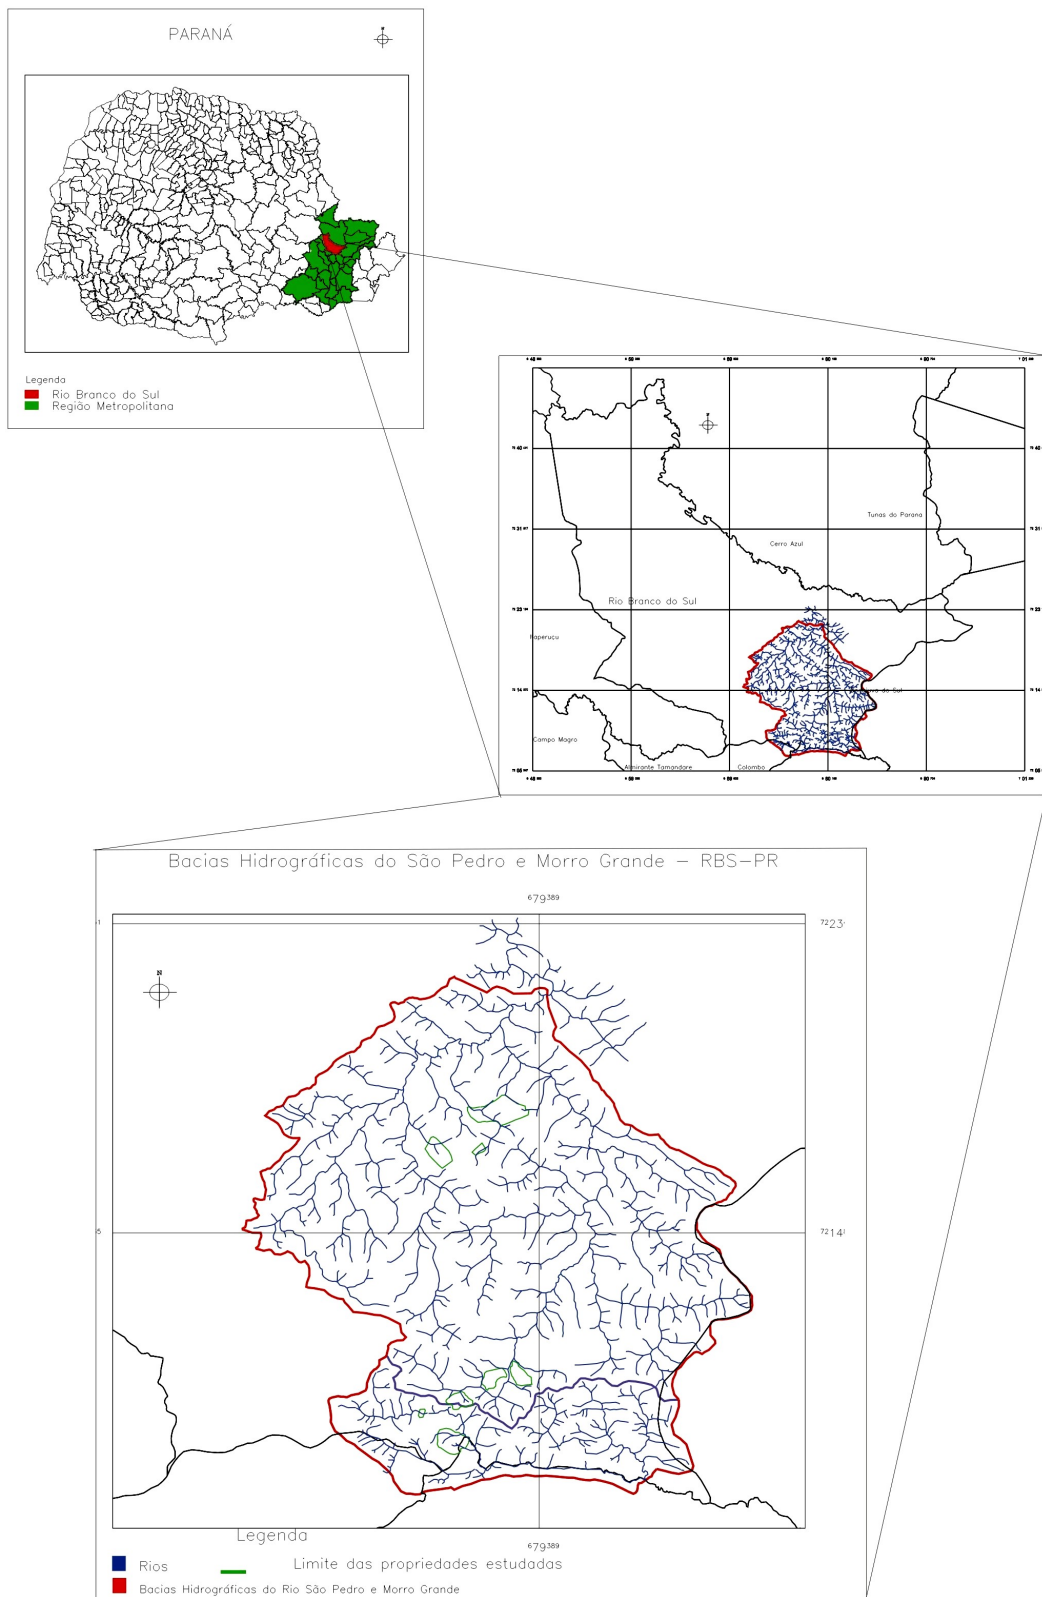 PARANÁ
N
Legenda
Rio Branco do Sul
Região Metropolitana
N
Tunas do Parana
Cerro Azul
Rio Branco do Sul
Itaperuçu
do Sul
Campo Magro
Almirante Tamandare
Colombo
Bacias Hidrográficas do São Pedro e Morro Grande - RBS-PR
679389
7223
N
7214
679389
Legenda
Rios
Limite das propriedades estudadas
Bacias Hidrográficas do Rio São Pedro e Morro Grande